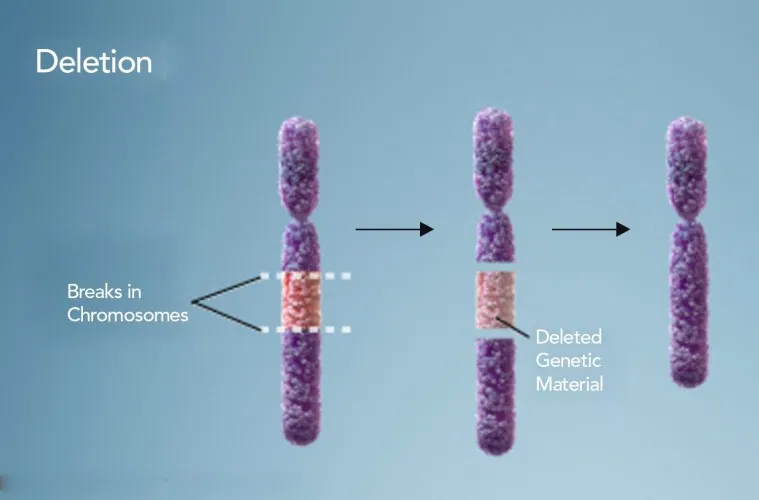 Deletion
Breaks in
Chromosomes
Deleted
Genetic
Material